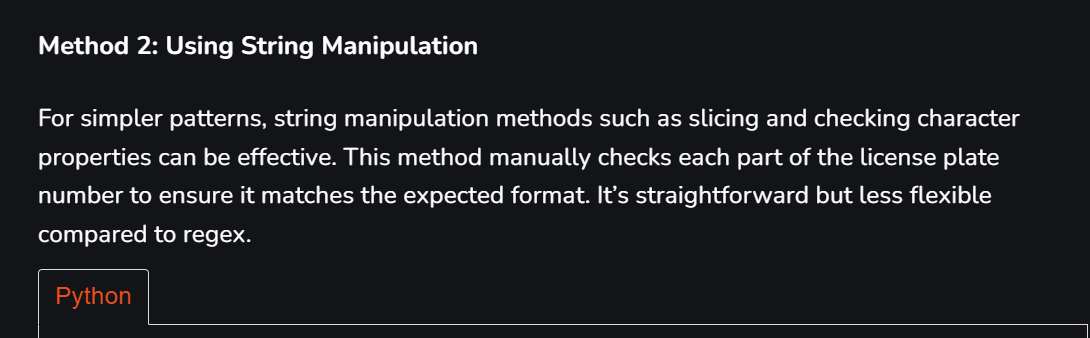 Method 2: Using String Manipulation
For simpler patterns, string manipulation methods such as slicing and checking character
properties can be effective. This method manually checks each part of the license plate
number to ensure it matches the expected format. It’s straightforward but less flexible
compared to regex.
Python